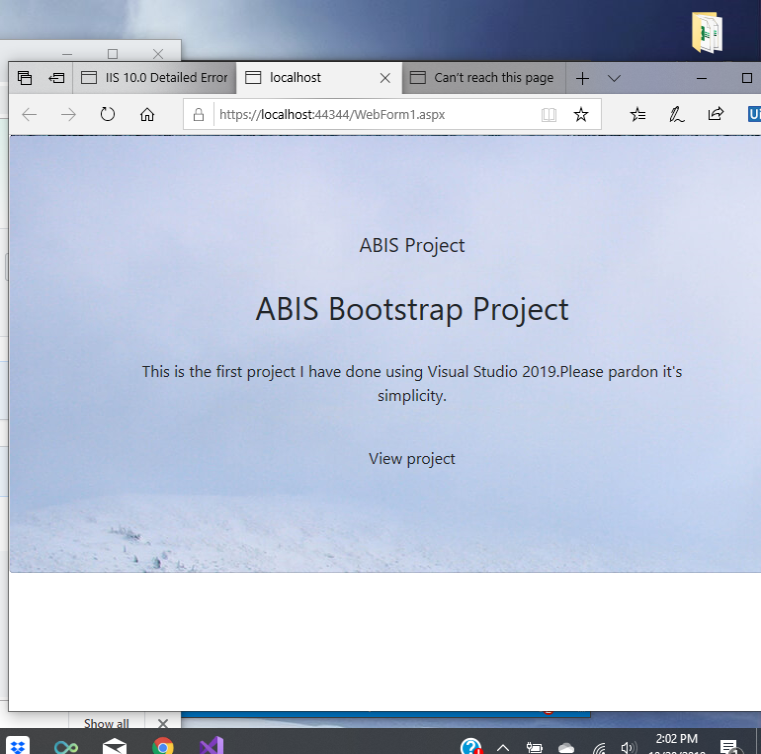 IIS 10.0 Detailed Error
localhost
Can't reach this page
https://localhost:44344/WebForm1.aspx
ABIS Project
ABIS Bootstrap Project
This is the first project I have done using Visual Studio 2019.Please pardon it's
simplicity.
View project
Show all
2:02 PM